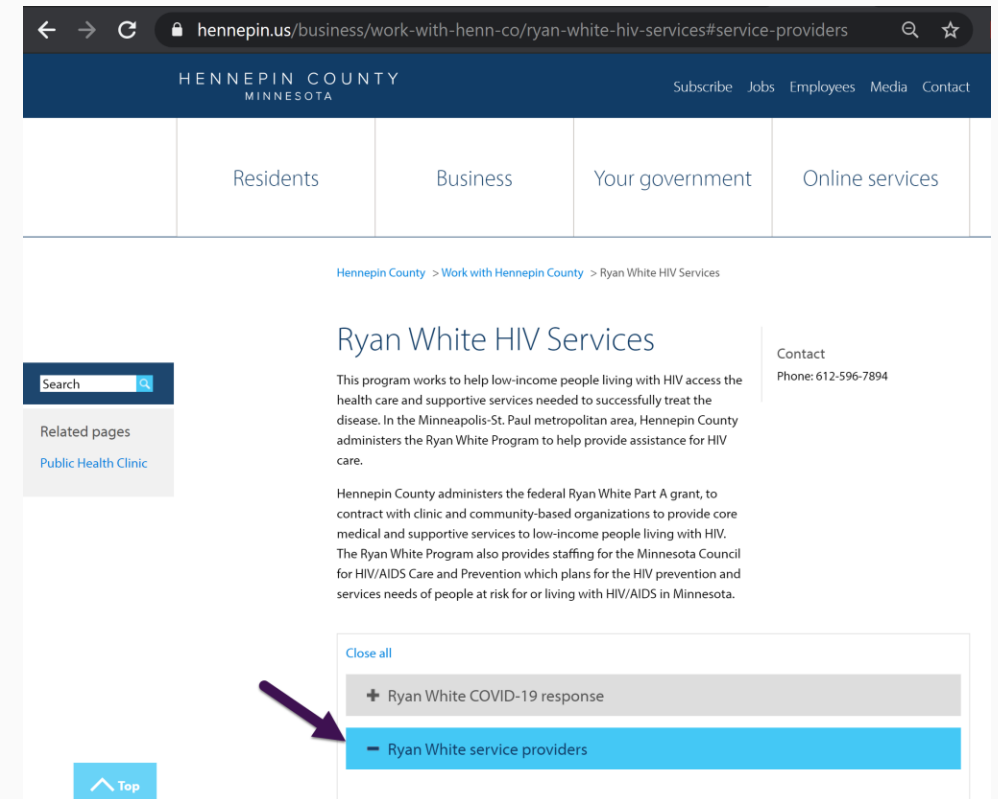 hennepin.us/business/work-with-henn-co/ryan-white-hiv-services#service-providers
HENNEPIN COUNTY
MINNESOTA
Subscribe Jobs Employees Media Contact
Residents Business Your government Online services
Hennepin County > Work with Hennepin County > Ryan White HIV Services
Ryan White HIV Services
Contact
Phone: 612-596-7894
Search
Related pages
Public Health Clinic
This program works to help low-income people living with HIV access the
health care and supportive services needed to successfully treat the
disease. In the Minneapolis-St. Paul metropolitan area, Hennepin County
administers the Ryan White Program to help provide assistance for HIV
care.
Hennepin County administers the federal Ryan White Part A grant, to
contract with clinic and community-based organizations to provide core
medical and supportive services to low-income people living with HIV.
The Ryan White Program also provides staffing for the Minnesota Council
for HIV/AIDS Care and Prevention which plans for the HIV prevention and
services needs of people at risk for or living with HIV/AIDS in Minnesota.
Close all
+ Ryan White COVID-19 response
− Ryan White service providers
Top